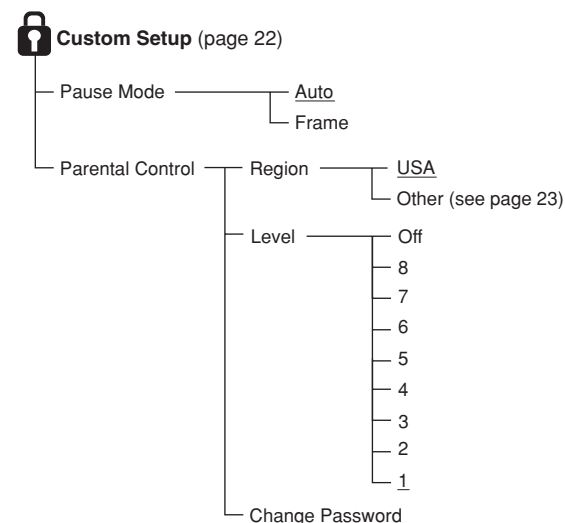 Custom Setup (page 22)
Pause Mode
Auto
Frame
Parental Control
Region
USA
Other (see page 23)
Level
Off
8
7
6
5
4
3
2
1
Change Password